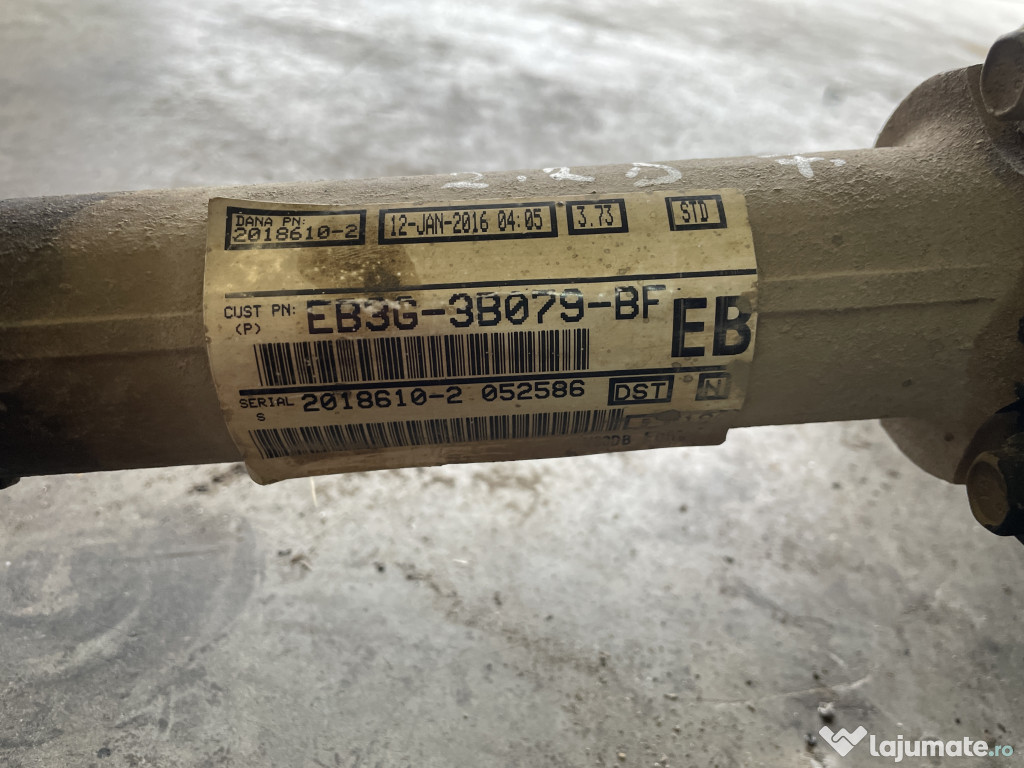 DANA PN:
2018610-2
12-JAN-2016 04:05
3.73
STD
CUST PN: EB3G-3B079-BF EB
(P)
SERIAL 2018610-2 052586 DST N
S
lajumate.ro